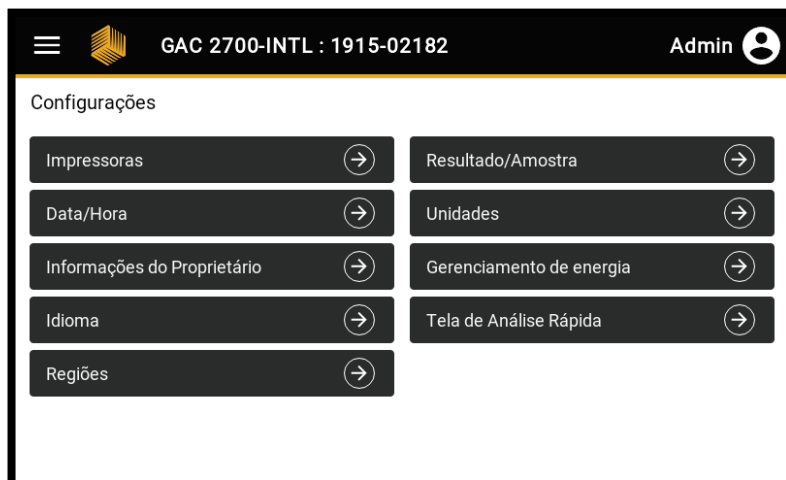 GAC 2700-INTL : 1915-02182
Admin
Configurações
Impressoras
Resultado/Amostra
Data/Hora
Unidades
Informações do Proprietário
Gerenciamento de energia
Idioma
Tela de Análise Rápida
Regiões